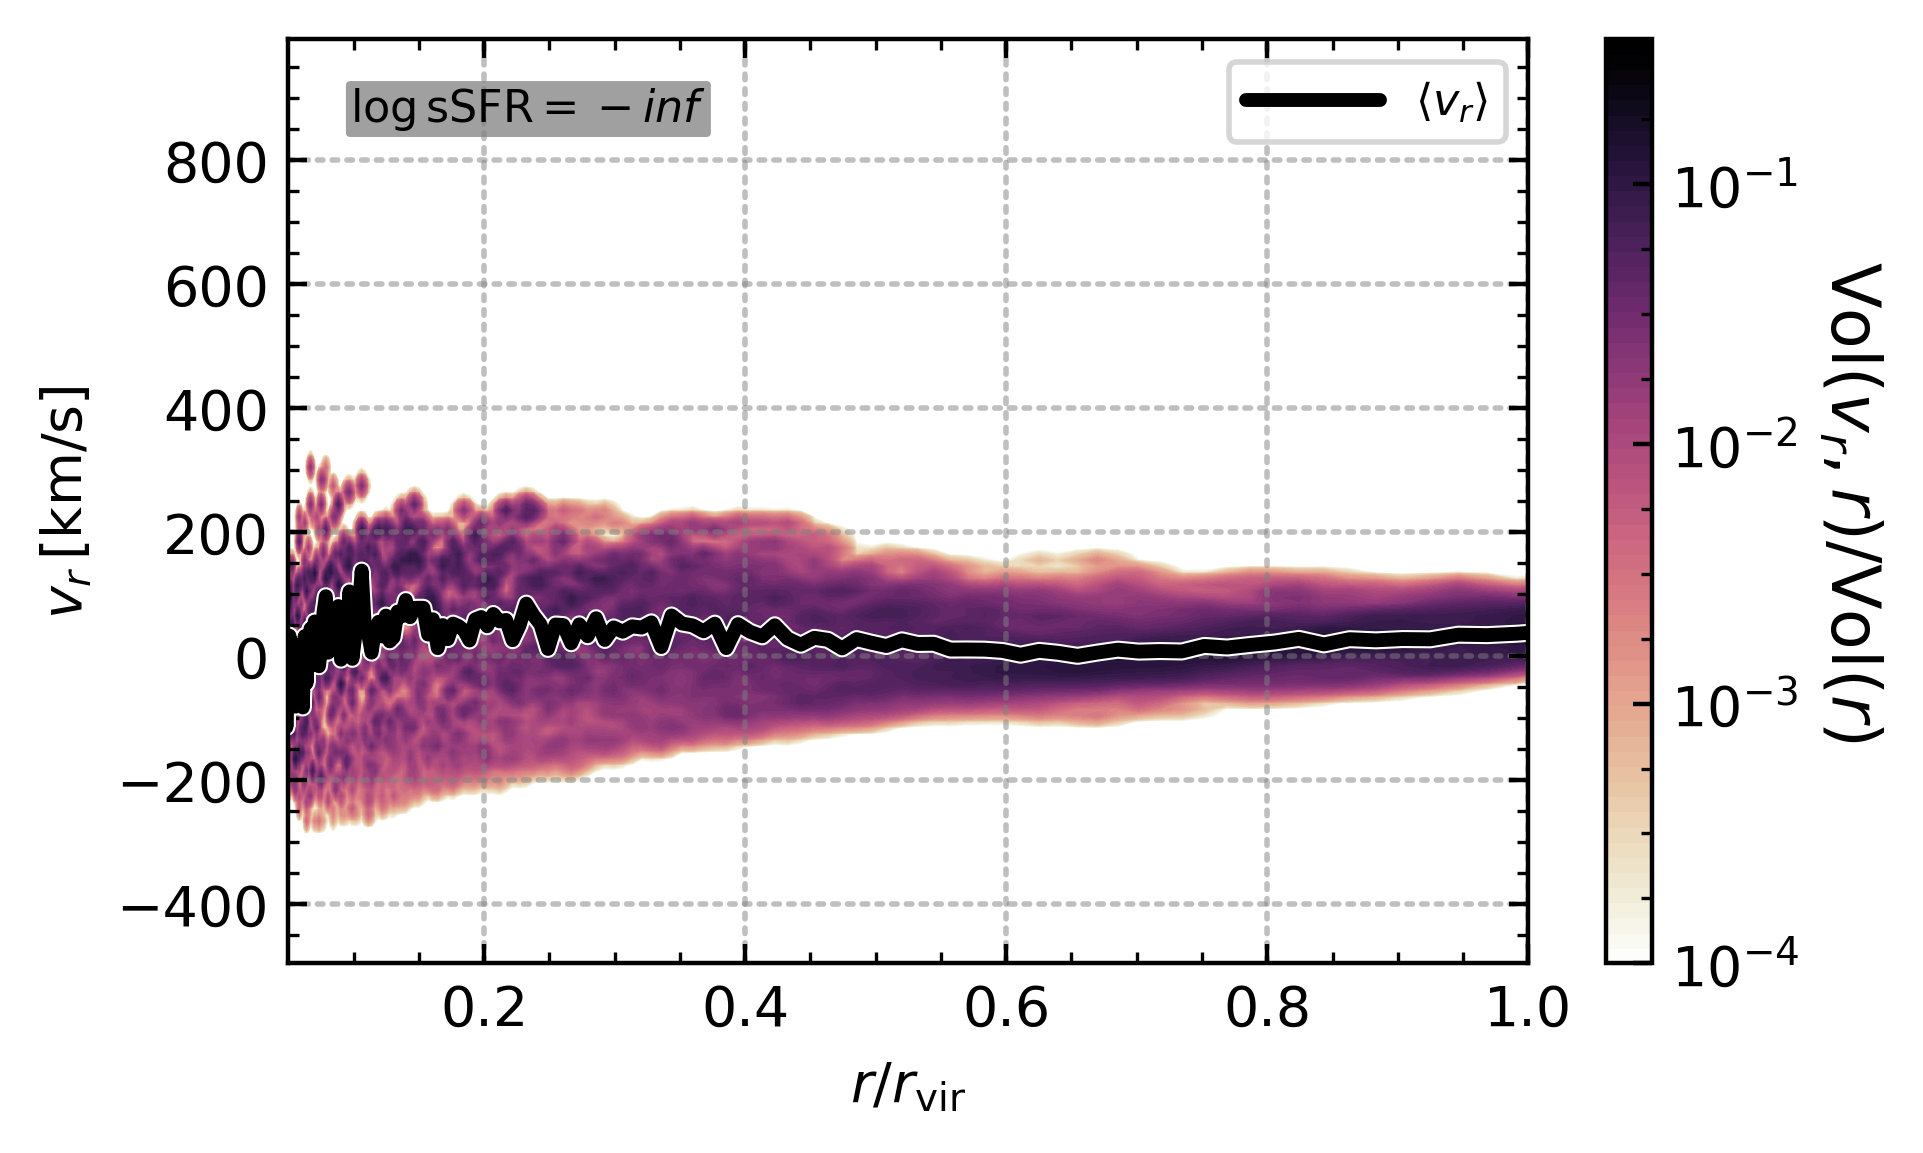 log sSFR = −inf
⟨v_r⟩
v_r [km/s]
800
600
400
200
0
−200
−400
0.2 0.4 0.6 0.8 1.0
r/r_vir
10⁻¹
10⁻²
10⁻³
10⁻⁴
Vol(v_r, r)/Vol(r)